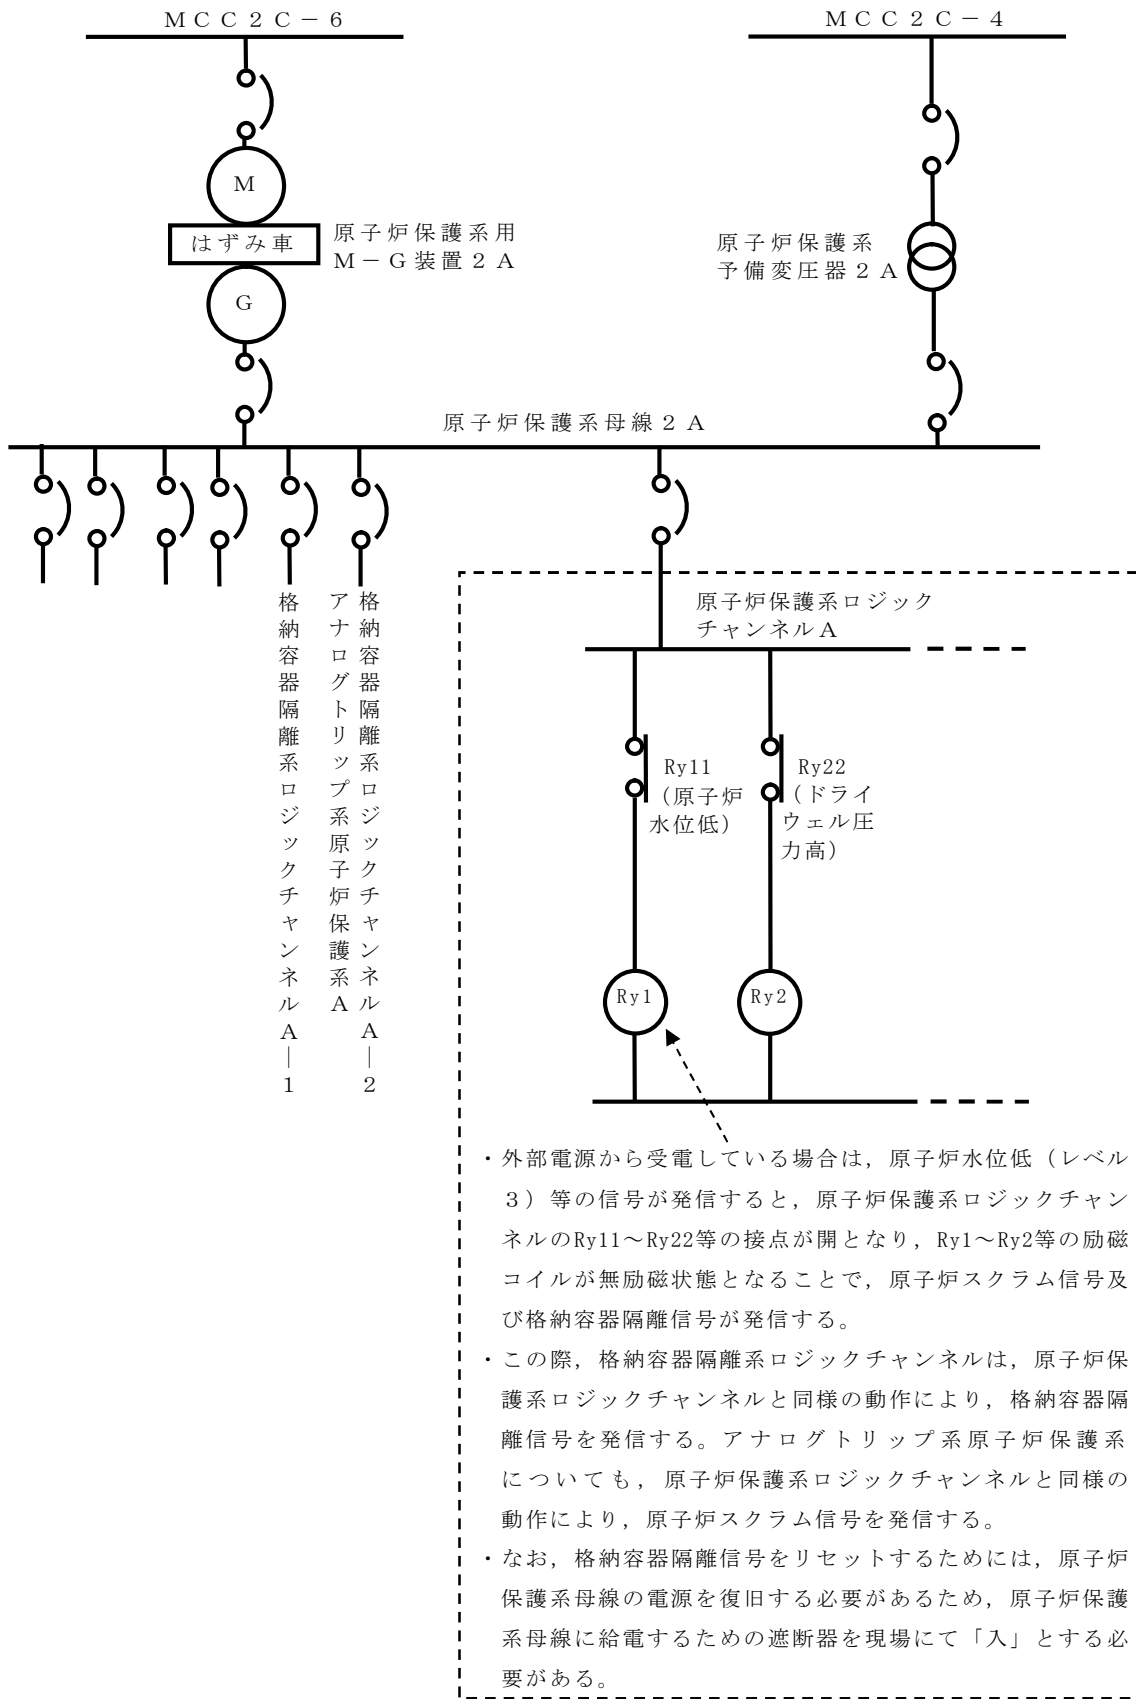 ＭＣＣ２Ｃ－６
ＭＣＣ２Ｃ－４
Ｍ
はずみ車
Ｇ
原子炉保護系用
Ｍ－Ｇ装置２Ａ
原子炉保護系
予備変圧器２Ａ
原子炉保護系母線２Ａ
格納容器隔離系ロジックチャンネルＡ－２
アナログトリップ系原子炉保護系Ａ
格納容器隔離系ロジックチャンネルＡ－１
原子炉保護系ロジック
チャンネルＡ
Ry11
（原子炉
水位低）
Ry22
（ドライ
ウェル圧
力高）
Ry1
Ry2
・外部電源から受電している場合は，原子炉水位低（レベル
３）等の信号が発信すると，原子炉保護系ロジックチャン
ネルのRy11～Ry22等の接点が開となり，Ry1～Ry2等の励磁
コイルが無励磁状態となることで，原子炉スクラム信号及
び格納容器隔離信号が発信する。
・この際，格納容器隔離系ロジックチャンネルは，原子炉保
護系ロジックチャンネルと同様の動作により，格納容器隔
離信号を発信する。アナログトリップ系原子炉保護系
についても，原子炉保護系ロジックチャンネルと同様の
動作により，原子炉スクラム信号を発信する。
・なお，格納容器隔離信号をリセットするためには，原子炉
保護系母線の電源を復旧する必要があるため，原子炉保護
系母線に給電するための遮断器を現場にて「入」とする必
要がある。